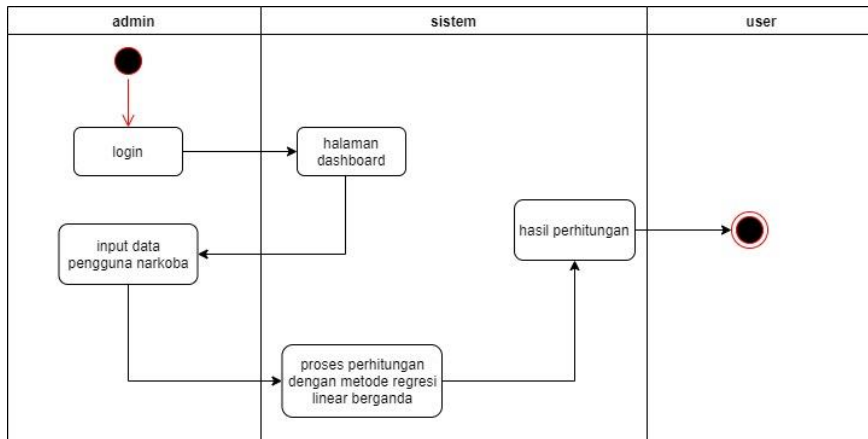 admin
sistem
user
login
halaman
dashboard
input data
pengguna narkoba
hasil perhitungan
proses perhitungan
dengan metode regresi
linear berganda